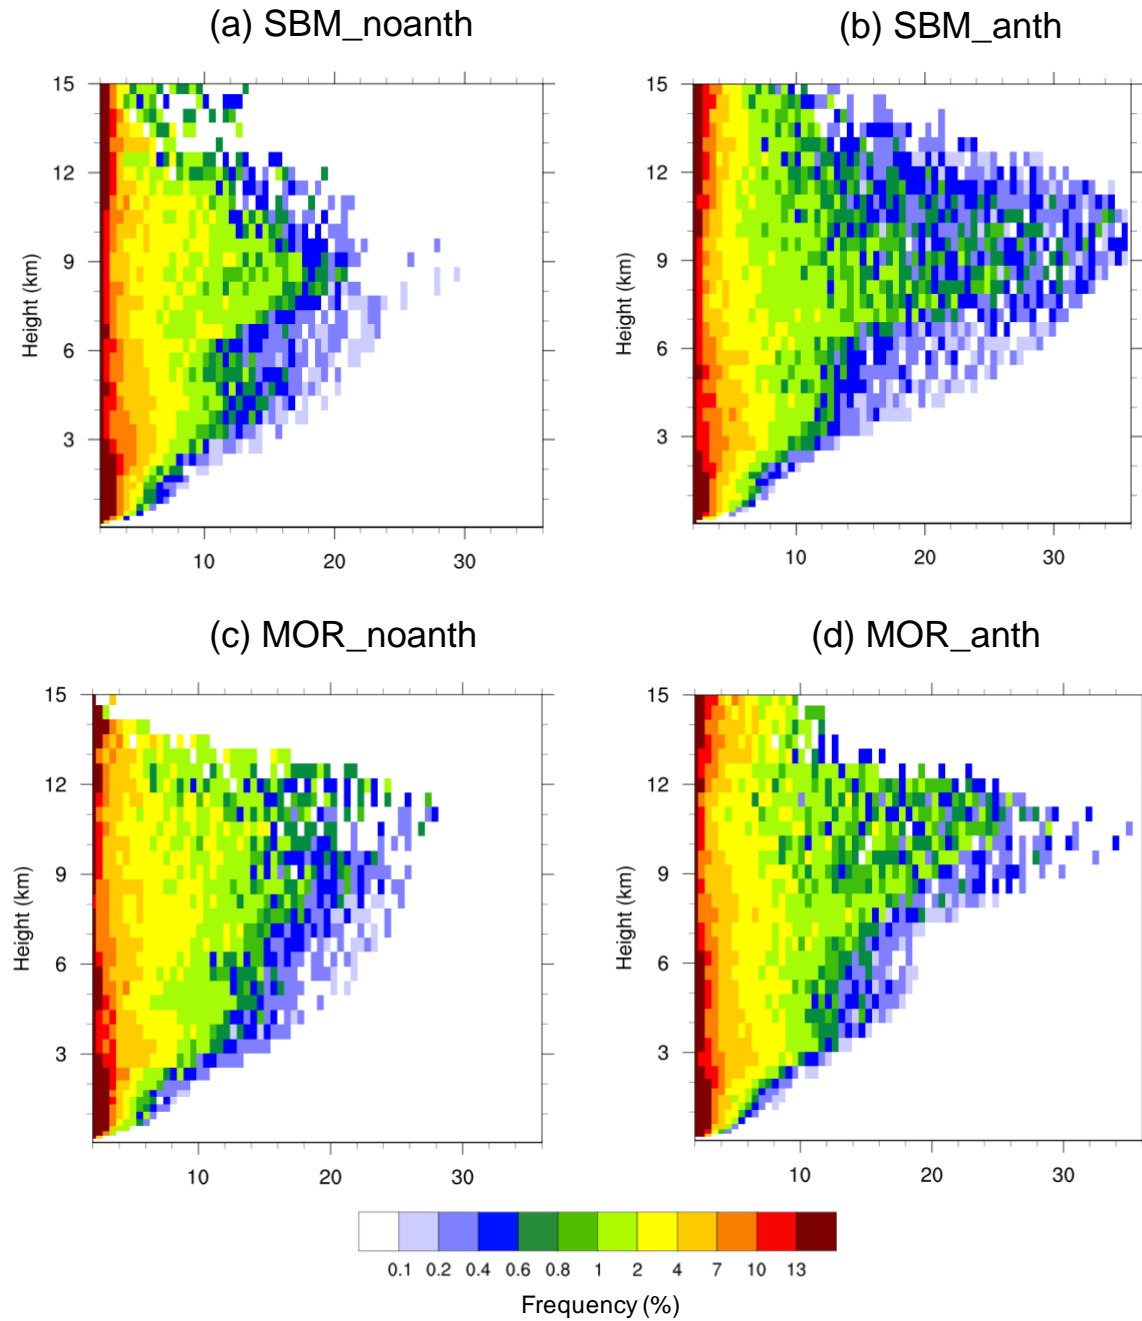 (a) SBM_noanth
(b) SBM_anth
15
12
9
6
3
Height (km)
10 20 30
15
12
9
6
3
Height (km)
10 20 30
(c) MOR_noanth
(d) MOR_anth
15
12
9
6
3
Height (km)
10 20 30
15
12
9
6
3
Height (km)
10 20 30
0.1 0.2 0.4 0.6 0.8 1 2 4 7 10 13
Frequency (%)